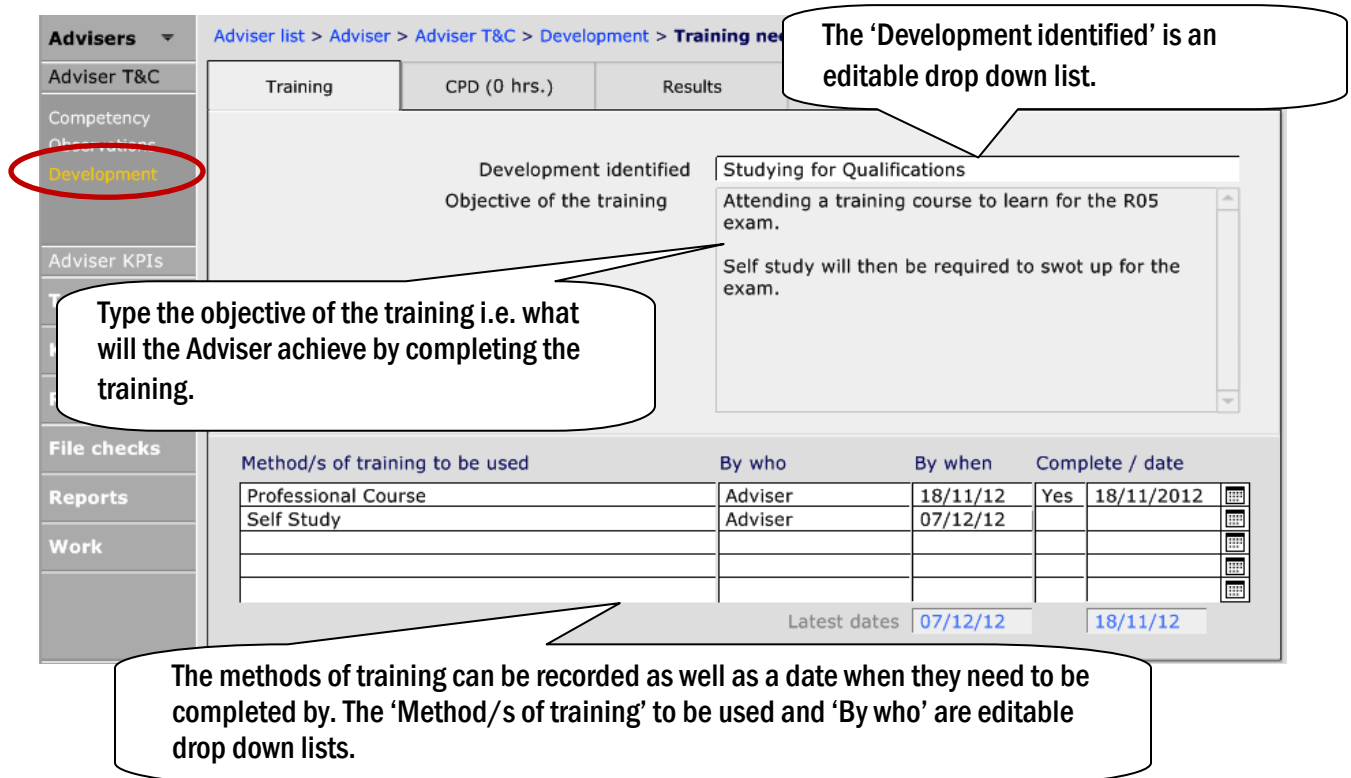 Advisers
Adviser list > Adviser > Adviser T&C > Development > Training
The ‘Development identified’ is an
editable drop down list.
Adviser T&C
Training
CPD (0 hrs.)
Results
Competency
Observations
Development
Development identified
Studying for Qualifications
Objective of the training
Attending a training course to learn for the R05
exam.
Self study will then be required to swot up for the
exam.
Adviser KPIs
Type the objective of the training i.e. what
will the Adviser achieve by completing the
training.
File checks
Reports
Work
Method/s of training to be used
By who
By when
Complete / date
Professional Course
Adviser
18/11/12
Yes
18/11/2012
Self Study
Adviser
07/12/12
Latest dates
07/12/12
18/11/12
The methods of training can be recorded as well as a date when they need to be
completed by. The ‘Method/s of training’ to be used and ‘By who’ are editable
drop down lists.